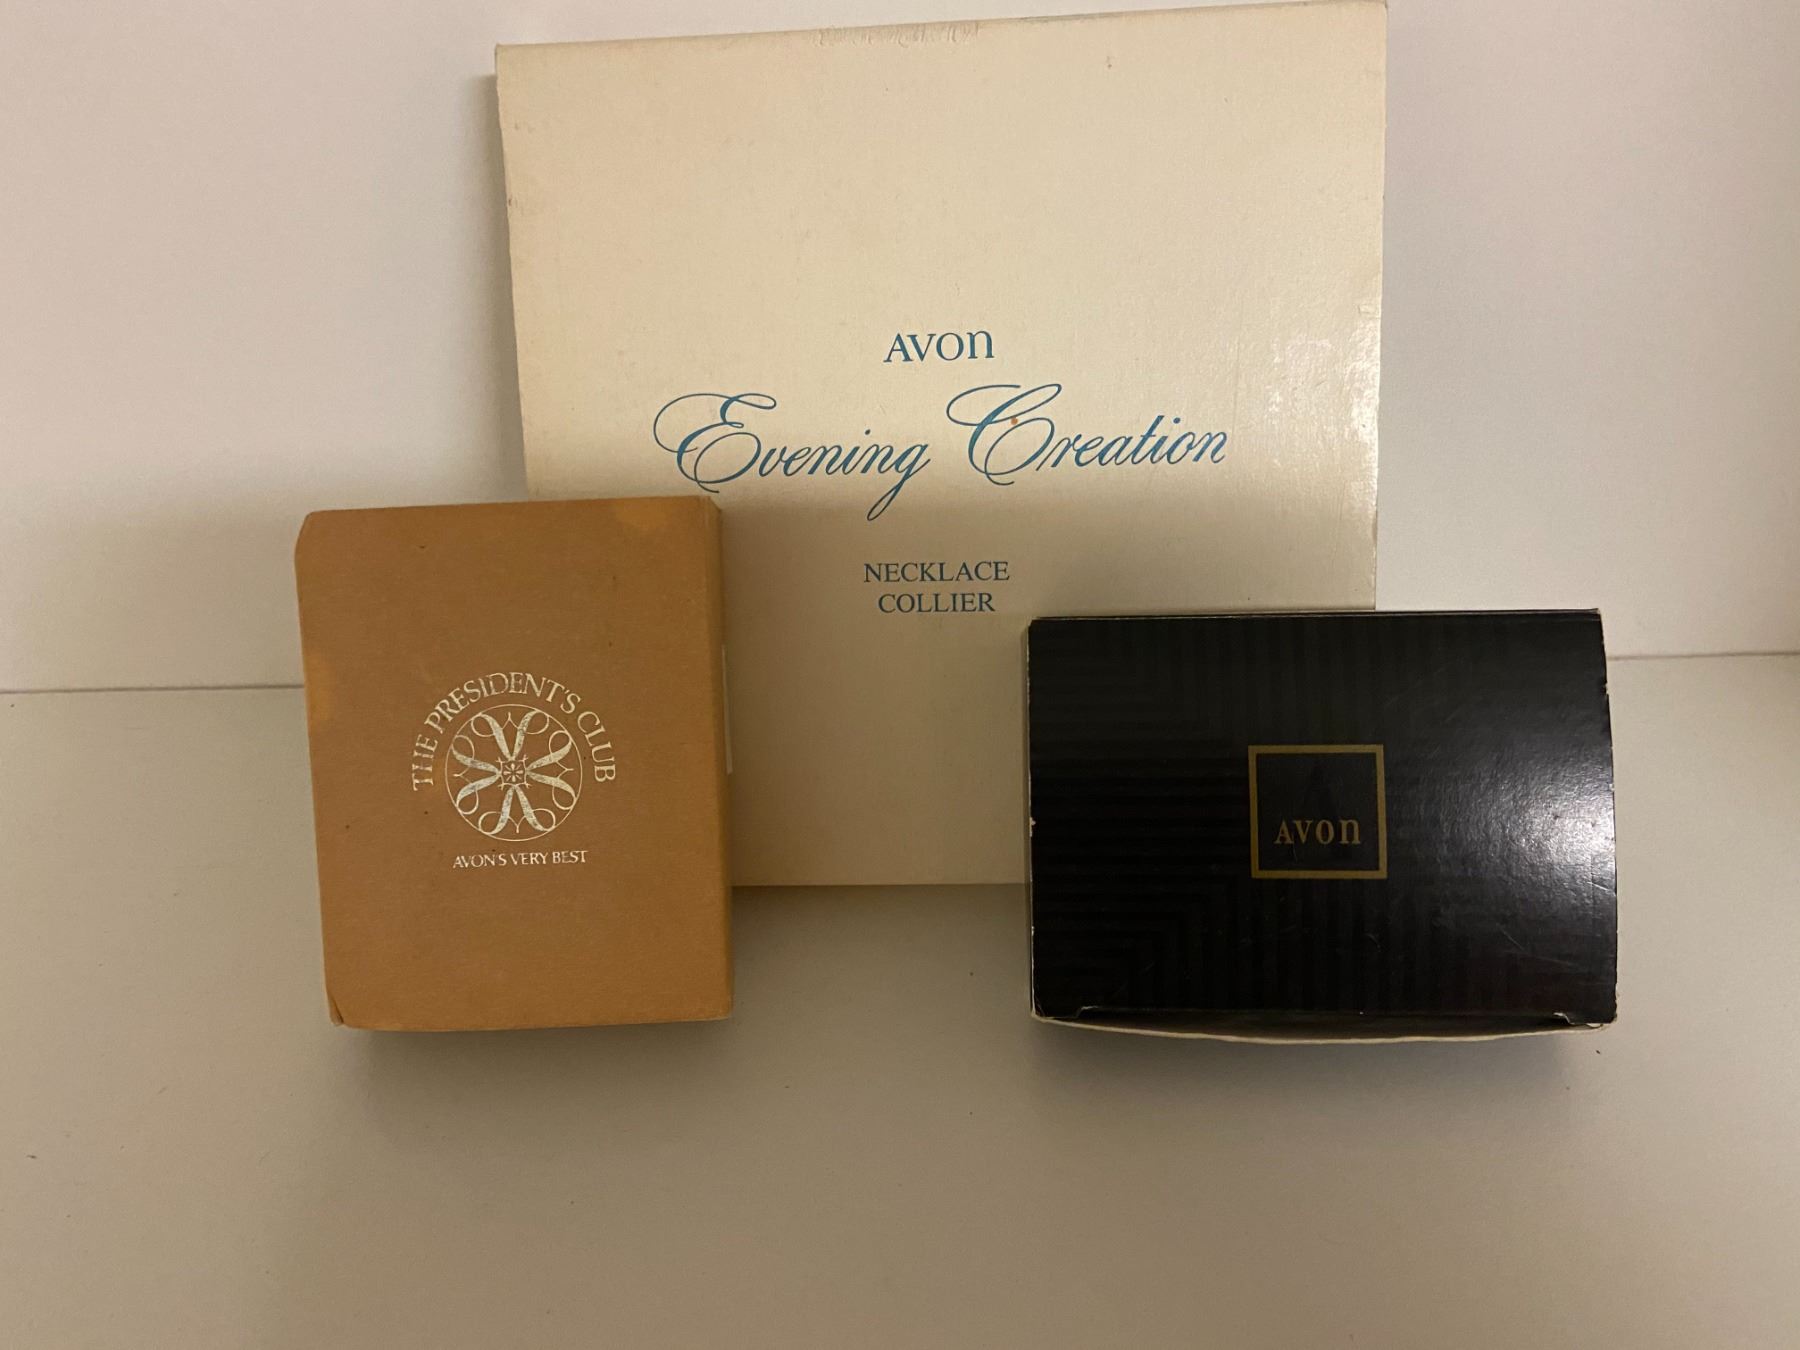 AVON
Evening Creation
NECKLACE
COLLIER
THE PRESIDENT'S CLUB
AVON'S VERY BEST
AVON